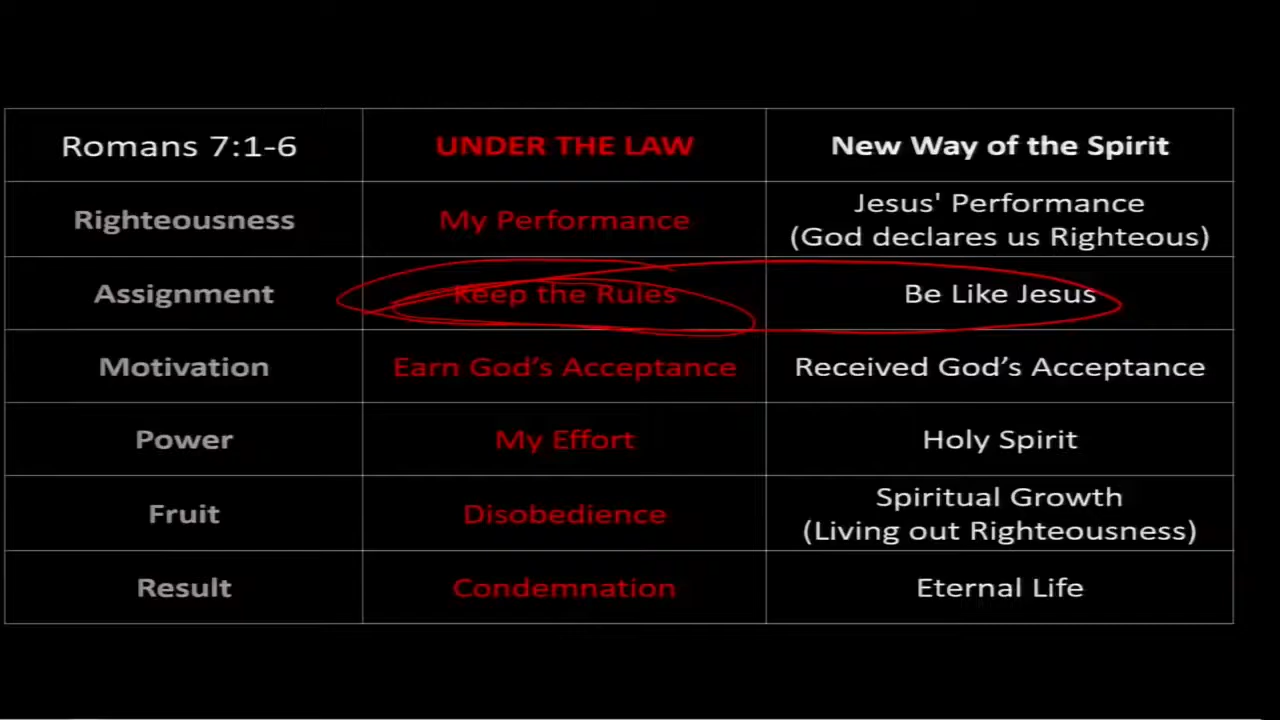 Romans 7:1-6
UNDER THE LAW
New Way of the Spirit
Righteousness
My Performance
Jesus' Performance
(God declares us Righteous)
Assignment
Keep the Rules
Be Like Jesus
Motivation
Earn God’s Acceptance
Received God’s Acceptance
Power
My Effort
Holy Spirit
Fruit
Disobedience
Spiritual Growth
(Living out Righteousness)
Result
Condemnation
Eternal Life